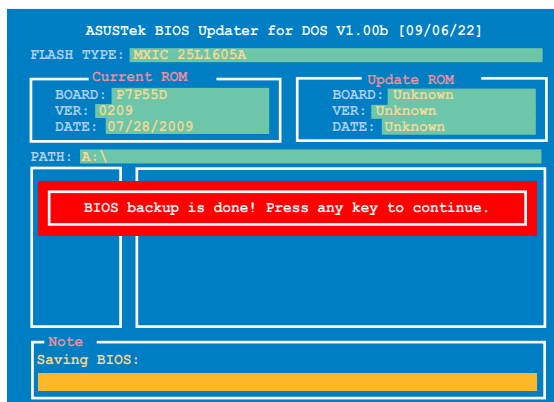 ASUSTek BIOS Updater for DOS V1.00b [09/06/22]
FLASH TYPE: MXIC 25L1605A
Current ROM
BOARD: P7P55D
VER: 0209
DATE: 07/28/2009
Update ROM
BOARD: Unknown
VER: Unknown
DATE: Unknown
PATH: A:\
BIOS backup is done! Press any key to continue.
Note
Saving BIOS: